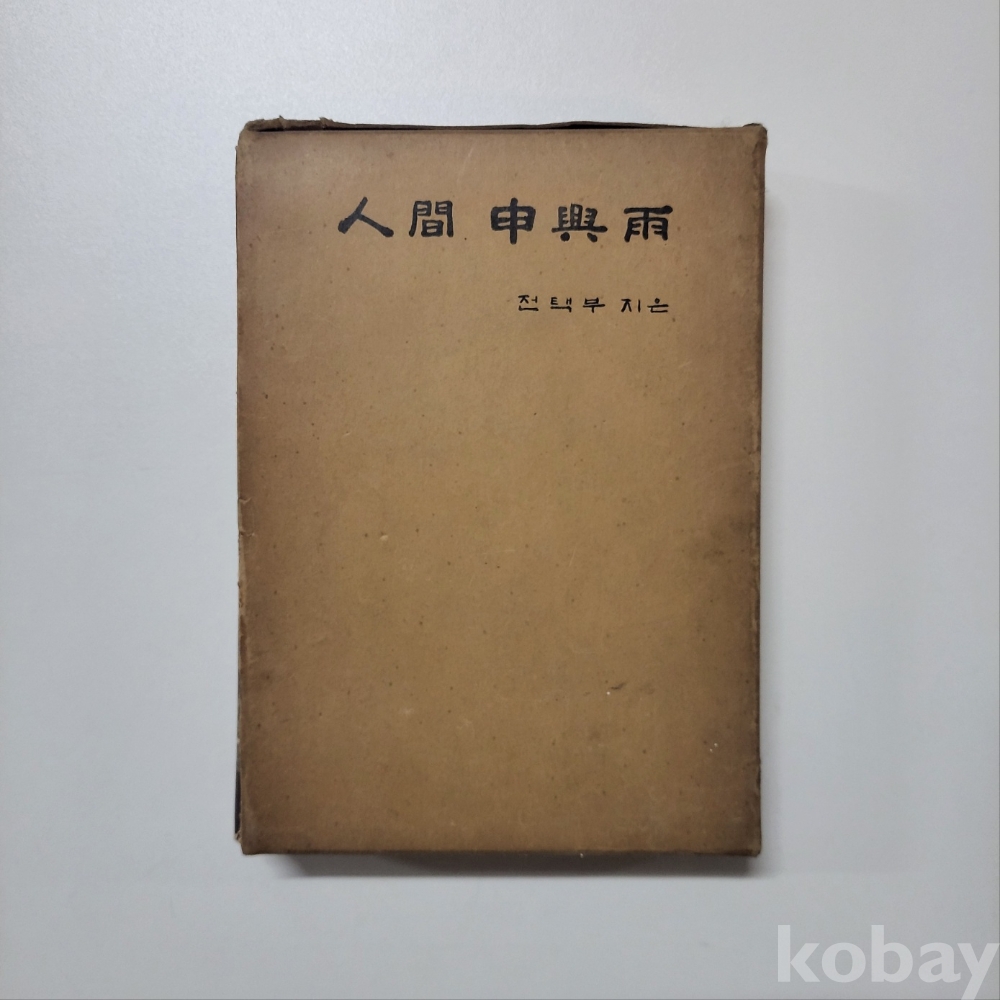 人間 申興雨
전택부 지은
kobay